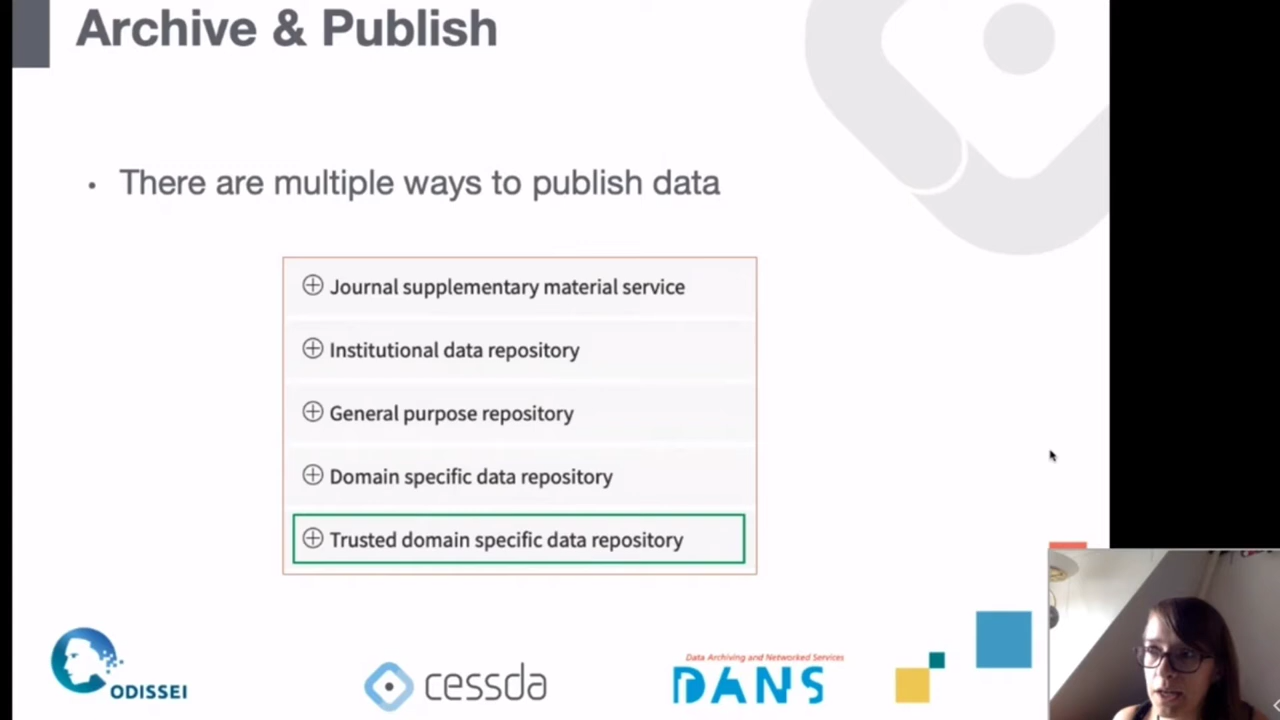 Archive & Publish
• There are multiple ways to publish data
Journal supplementary material service
Institutional data repository
General purpose repository
Domain specific data repository
Trusted domain specific data repository
ODISSEI
cessda
Data Archiving and Networked Services
DANS